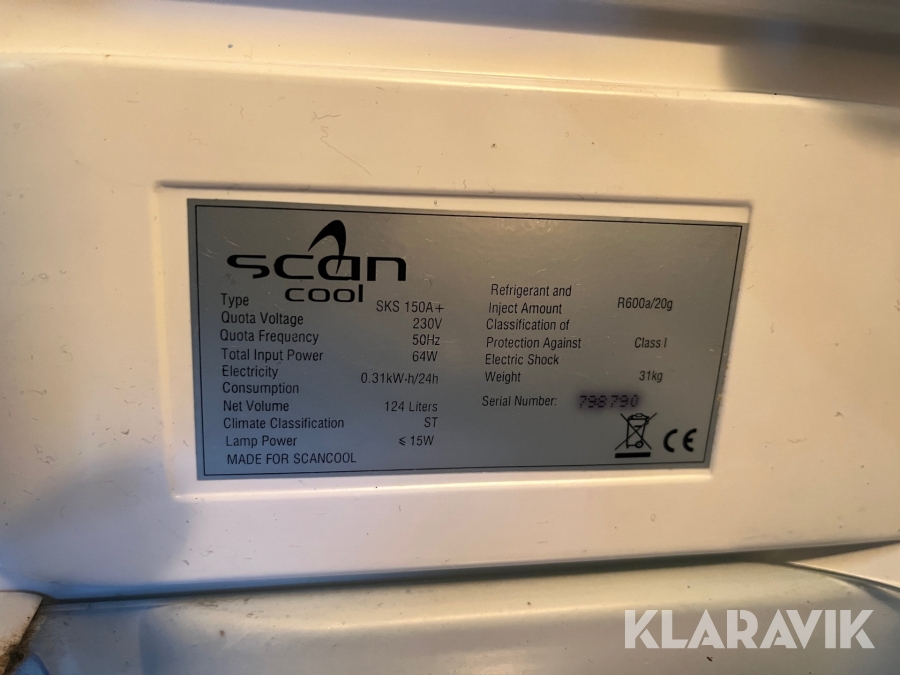 scan
cool
Type SKS 150A+
Quota Voltage 230V
Quota Frequency 50Hz
Total Input Power 64W
Electricity
Consumption 0.31kW·h/24h
Net Volume 124 Liters
Climate Classification ST
Lamp Power ≤ 15W
MADE FOR SCANCOOL
Refrigerant and
Inject Amount R600a/20g
Classification of
Protection Against Class I
Electric Shock
Weight 31kg
Serial Number: 798790
CE
KLARAVIK